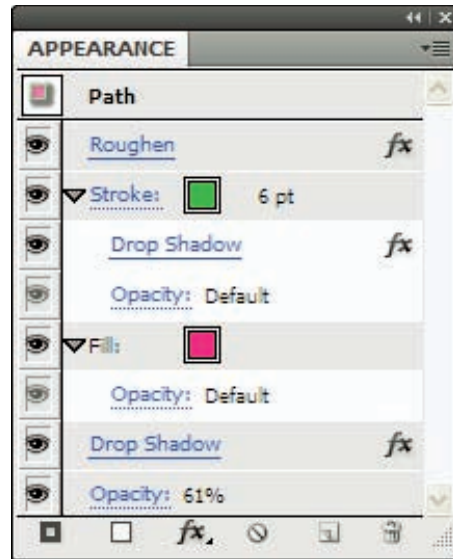 APPEARANCE
Path
Roughen fx
Stroke: 6 pt
Drop Shadow fx
Opacity: Default
Fill:
Opacity: Default
Drop Shadow fx
Opacity: 61%
fx